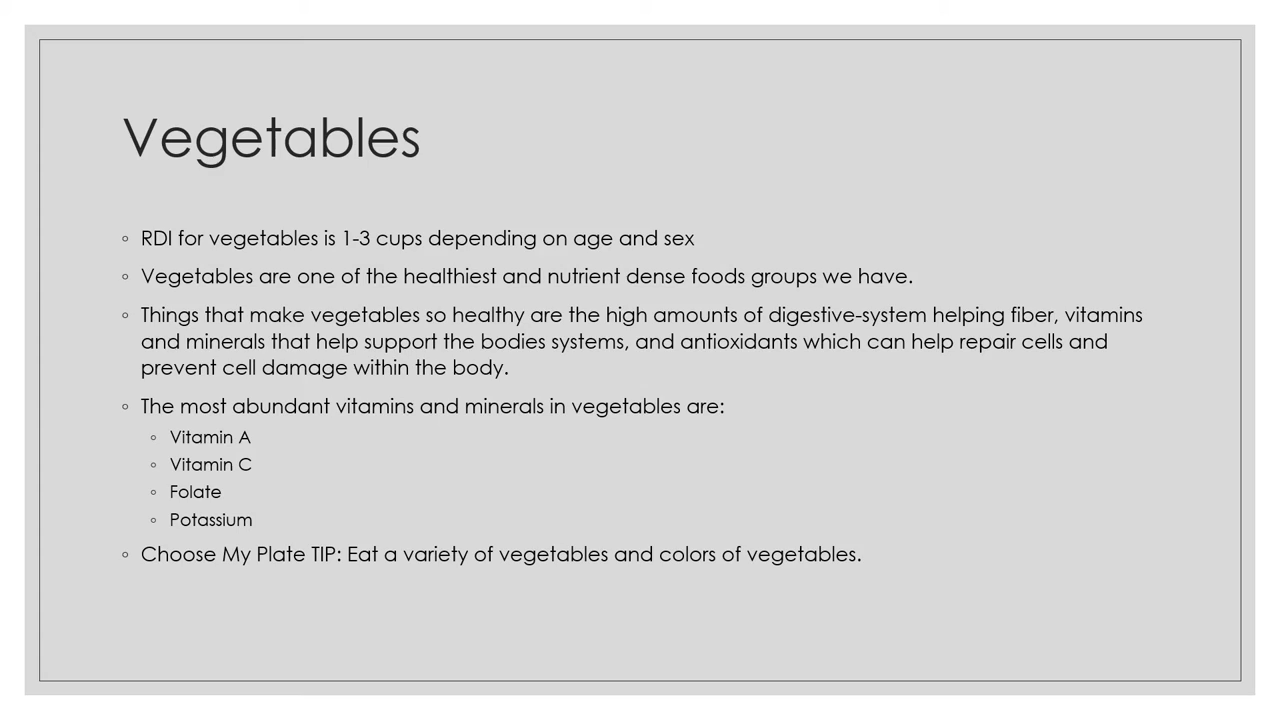 Vegetables
◦ RDI for vegetables is 1-3 cups depending on age and sex
◦ Vegetables are one of the healthiest and nutrient dense foods groups we have.
◦ Things that make vegetables so healthy are the high amounts of digestive-system helping fiber, vitamins
and minerals that help support the bodies systems, and antioxidants which can help repair cells and
prevent cell damage within the body.
◦ The most abundant vitamins and minerals in vegetables are:
◦ Vitamin A
◦ Vitamin C
◦ Folate
◦ Potassium
◦ Choose My Plate TIP: Eat a variety of vegetables and colors of vegetables.